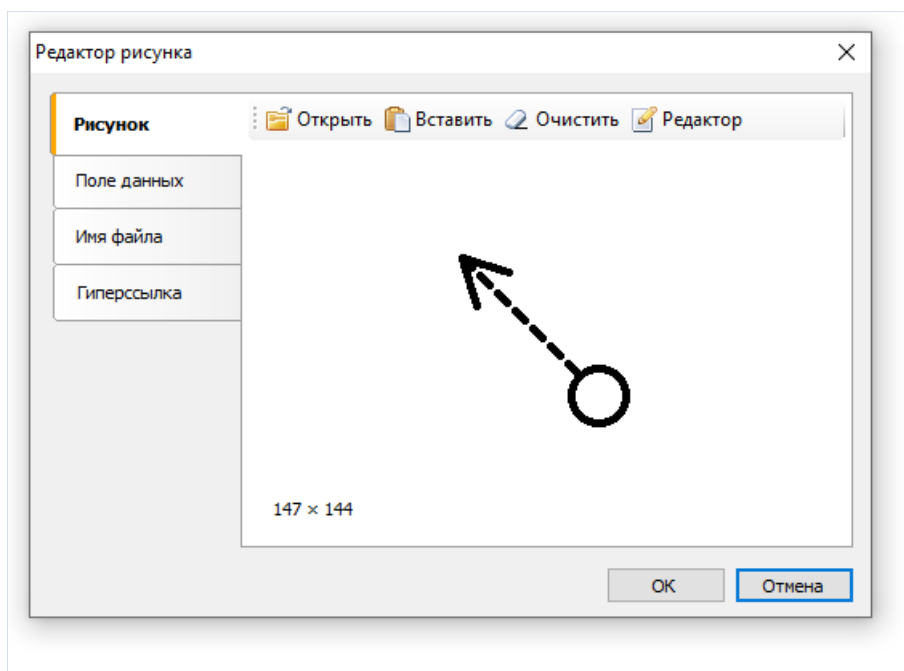 Редактор рисунка
Рисунок
Открыть Вставить Очистить Редактор
Поле данных
Имя файла
Гиперссылка
147 × 144
OK Отмена